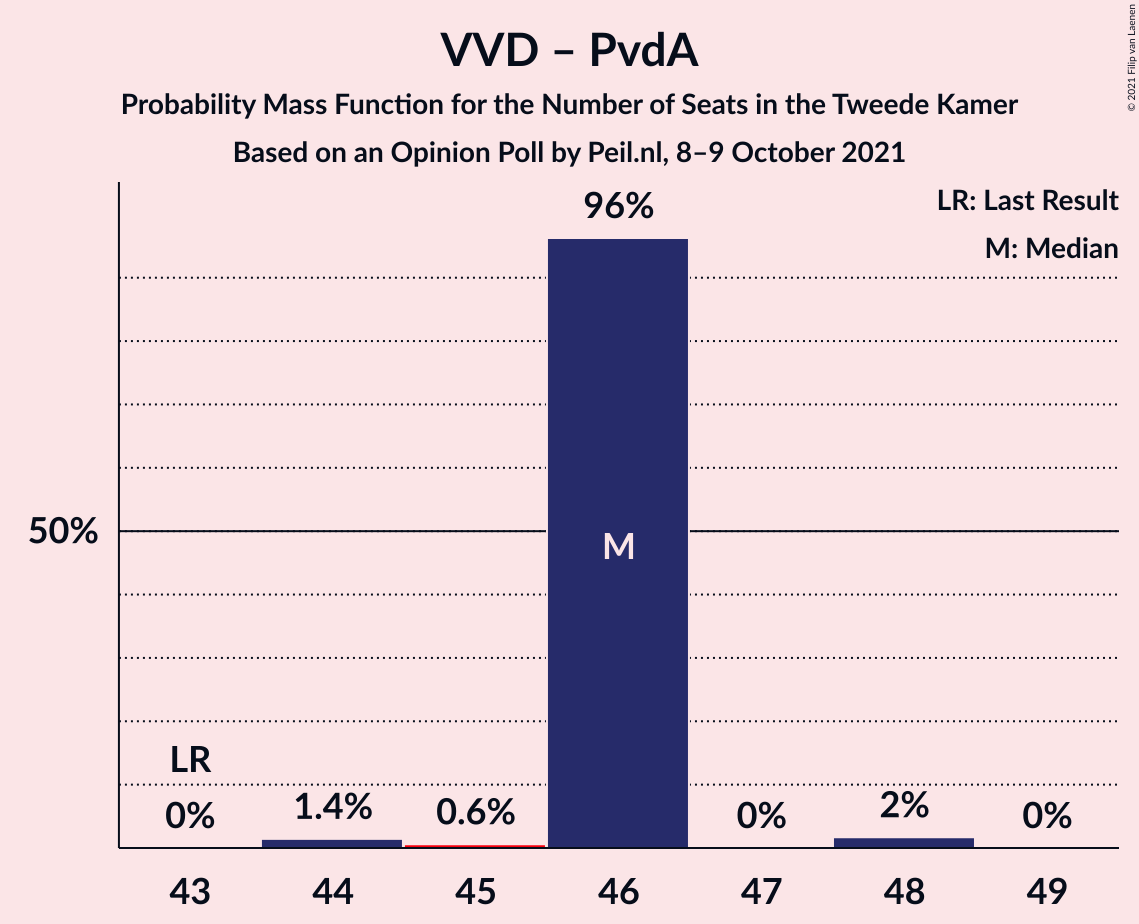 VVD – PvdA
Probability Mass Function for the Number of Seats in the Tweede Kamer
Based on an Opinion Poll by Peil.nl, 8–9 October 2021
© 2021 Filip van Laenen
LR: Last Result
M: Median
96%
50%
M
LR
0%
1.4%
0.6%
0%
2%
0%
43
44
45
46
47
48
49